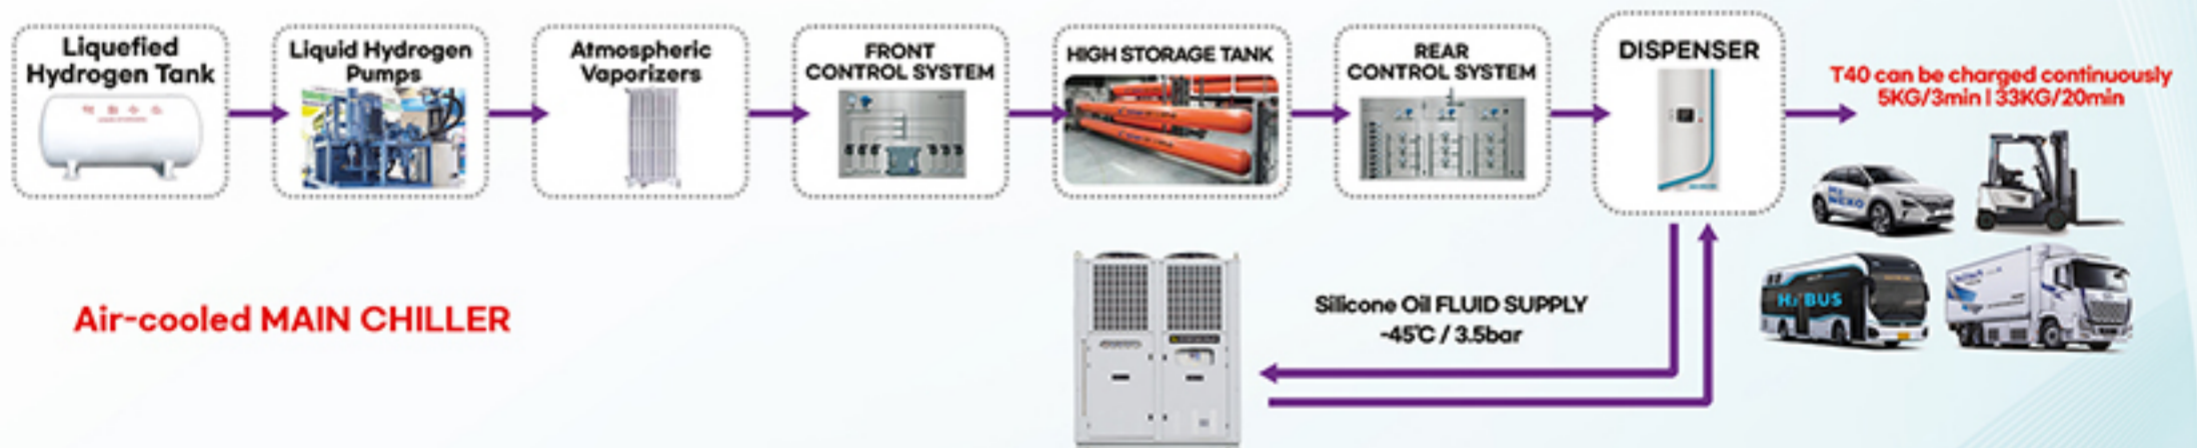 Liquefied
Hydrogen Tank
Liquid Hydrogen
Pumps
Atmospheric
Vaporizers
FRONT
CONTROL SYSTEM
HIGH STORAGE TANK
REAR
CONTROL SYSTEM
DISPENSER
T40 can be charged continuously
5KG/3min | 33KG/20min
NEXO
H2 BUS
Air-cooled MAIN CHILLER
Silicone Oil FLUID SUPPLY
-45℃ / 3.5bar